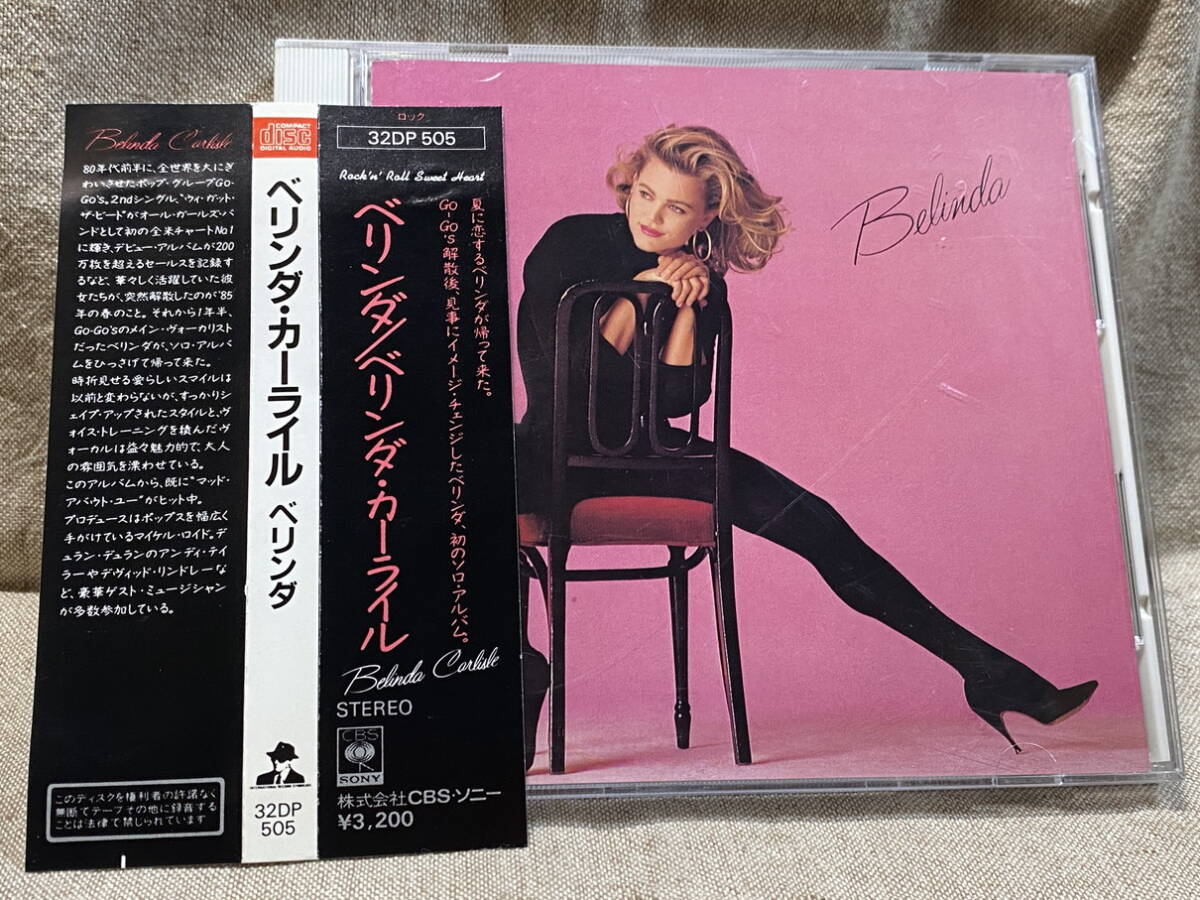 Belinda Carlisle
80年代前半に、全世界を大にぎ
わいさせたポップ・グループGo-
Go's。2ndシングル、"ウィ・ガット・
ザ・ビート"がオール・ガールズ・バ
ンドとして初の全米チャートNo.1
に輝き、デビュー・アルバムが200
万枚を超えるセールスを記録す
るなど、華々しく活躍していた彼
女たちが、突然解散したのが'85
年の春のこと。それから1年半、
Go-Go'sのメイン・ヴォーカリスト
だったベリンダが、ソロ・アルバ
ムをひっさげて帰って来た。
時折見せる愛らしいスマイルは
以前と変わらないが、すっかりシ
ェイプ・アップされたスタイルと、ヴ
ォイス・トレーニングを積んだヴ
ォーカルは益々魅力的で、大人
の雰囲気を漂わせている。
このアルバムから、既に"マッド・
アバウト・ユー"がヒット中。
プロデュースはポップスを幅広く
手がけているマイケル・ロイド。デ
ュラン・デュランのアンディ・テイ
ラーやデヴィッド・リンドレーな
ど、豪華ゲスト・ミュージシャン
が多数参加している。
このディスクを権利者の許諾なく
無断でテープその他に録音する
ことは法律で禁じられています
COMPACT
disc
DIGITAL AUDIO
ベリンダ・カーライル ベリンダ
32DP
505
ロック
32DP 505
Rock'n' Roll Sweet Heart
夏に恋するベリンダが帰って来た。
GO-GO'S解散後、見事にイメージ・チェンジしたベリンダ、初のソロ・アルバム。
ベリンダ/ベリンダ・カーライル
Belinda Carlisle
STEREO
CBS
SONY
株式会社CBS・ソニー
¥3,200
Belinda